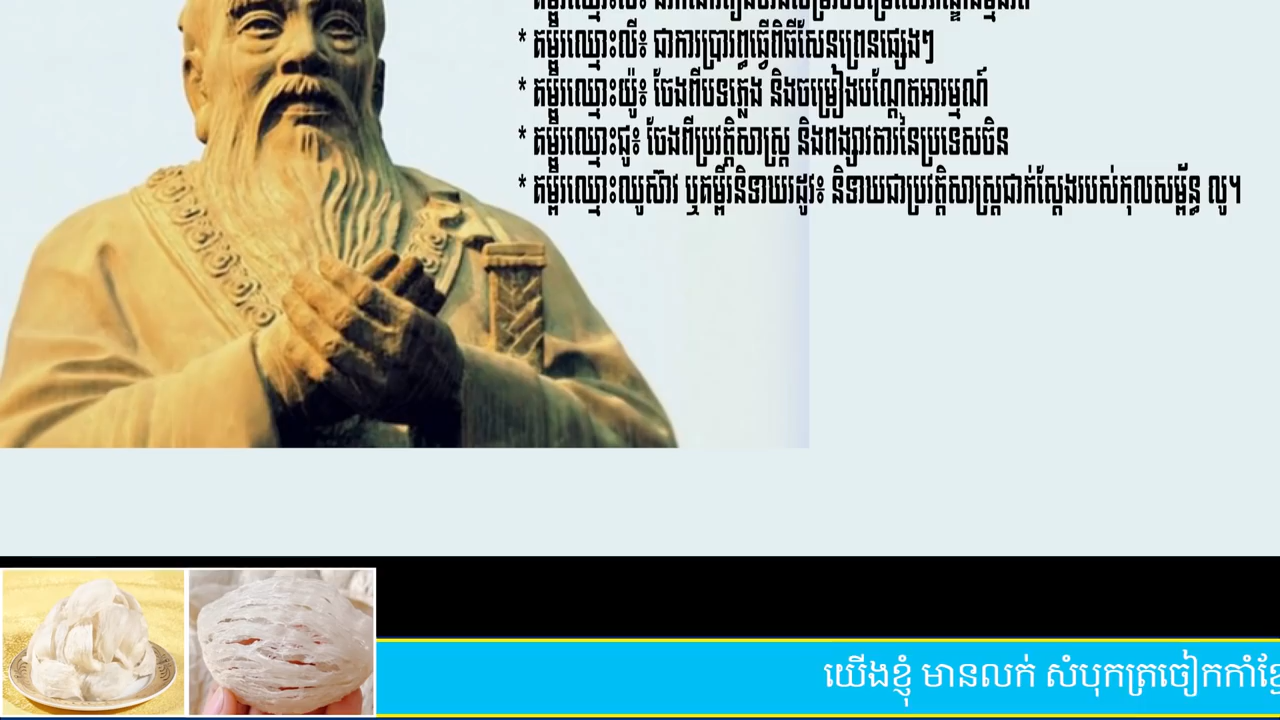 * គម្ពីរឈ្មោះលី៖ ជាការប្រារព្ធធ្វើពិធីសែនព្រេនផ្សេងៗ
* គម្ពីរឈ្មោះយ៉ូ៖ ចែងពីបទភ្លេង និងចម្រៀងបណ្តែតអារម្មណ៍
* គម្ពីរឈ្មោះជូ៖ ចែងពីប្រវត្តិសាស្ត្រ និងពង្សាវតារនៃប្រទេសចិន
* គម្ពីរឈ្មោះឈូស៊ាវ ឬគម្ពីរនិទាឃរដូវ៖ និទាឃជាប្រវត្តិសាស្ត្រជាក់ស្តែងរបស់កុលសម្ព័ន្ធ លូ។
យើងខ្ញុំ មានលក់ សំបុកត្រចៀកកាំ